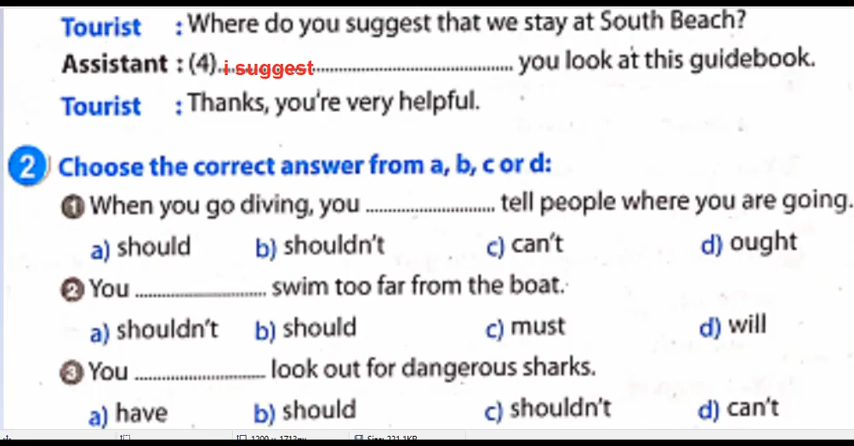 Tourist : Where do you suggest that we stay at South Beach?
Assistant : (4)..i suggest.................................. you look at this guidebook.
Tourist : Thanks, you're very helpful.
2 Choose the correct answer from a, b, c or d:
1 When you go diving, you .......................... tell people where you are going.
a) should b) shouldn't c) can't d) ought
2 You .......................... swim too far from the boat.
a) shouldn't b) should c) must d) will
3 You .......................... look out for dangerous sharks.
a) have b) should c) shouldn't d) can't